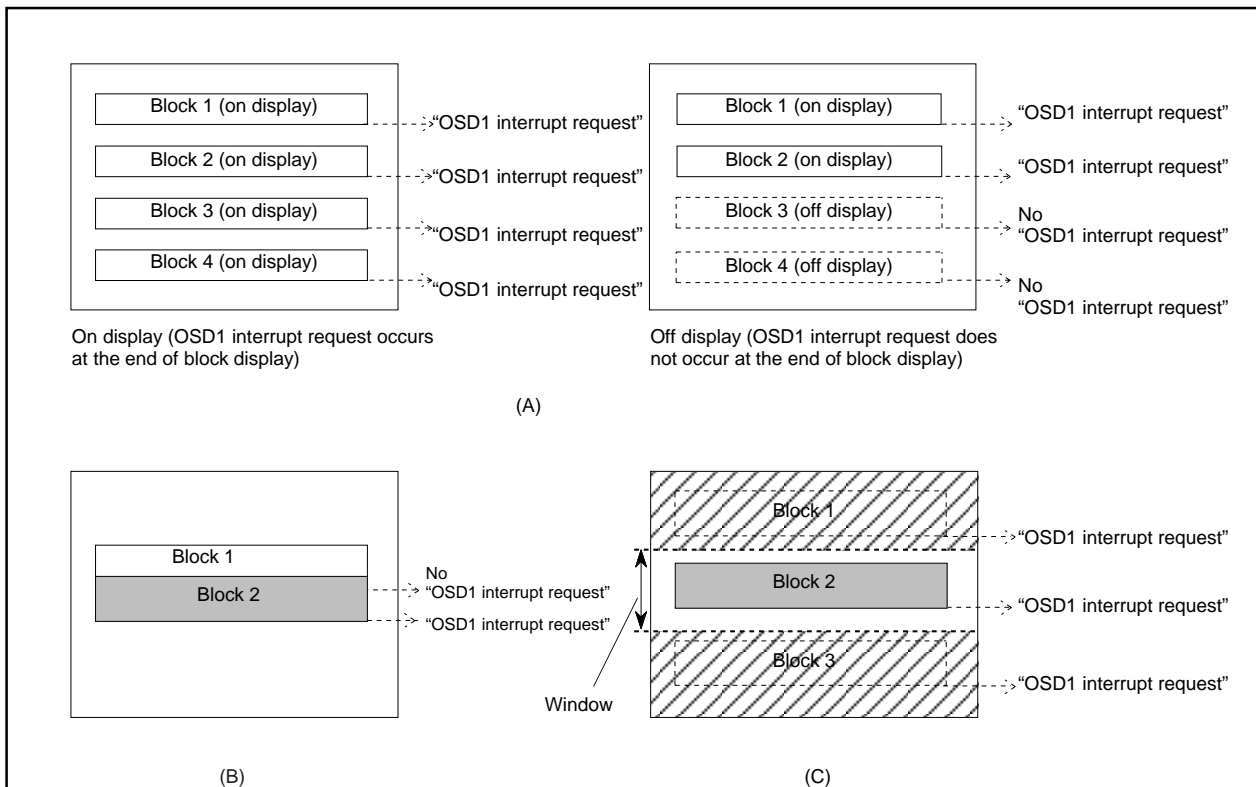 Block 1 (on display)
“OSD1 interrupt request”
Block 2 (on display)
“OSD1 interrupt request”
Block 3 (on display)
“OSD1 interrupt request”
Block 4 (on display)
“OSD1 interrupt request”
On display (OSD1 interrupt request occurs
at the end of block display)
Block 1 (on display)
“OSD1 interrupt request”
Block 2 (on display)
“OSD1 interrupt request”
Block 3 (off display)
No
“OSD1 interrupt request”
Block 4 (off display)
No
“OSD1 interrupt request”
Off display (OSD1 interrupt request does
not occur at the end of block display)
(A)
Block 1
Block 2
No
“OSD1 interrupt request”
“OSD1 interrupt request”
(B)
Block 1
“OSD1 interrupt request”
Block 2
“OSD1 interrupt request”
Block 3
“OSD1 interrupt request”
Window
(C)